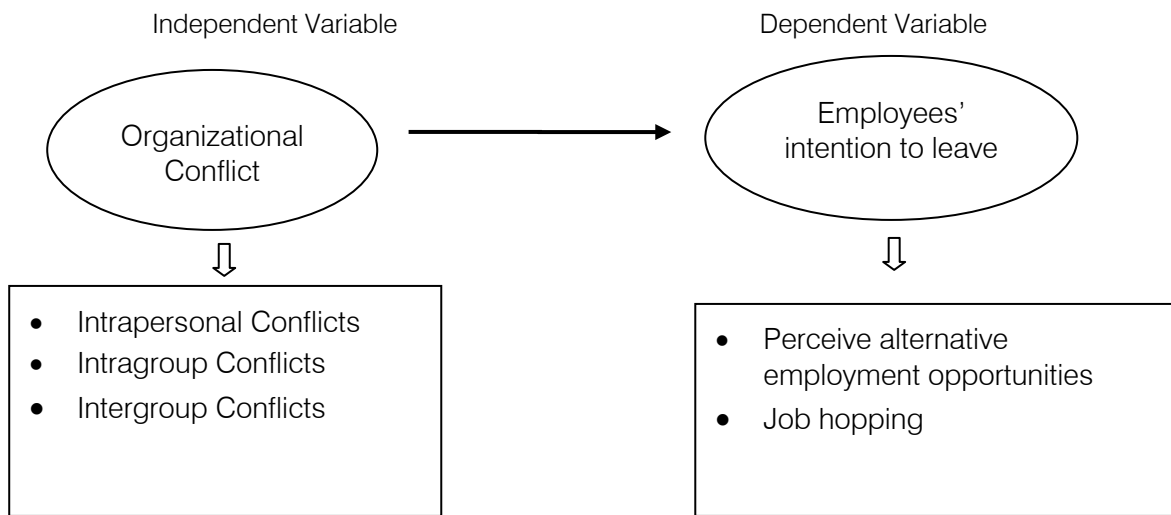 Independent Variable
Dependent Variable
Organizational
Conflict
Employees’
intention to leave
• Intrapersonal Conflicts
• Intragroup Conflicts
• Intergroup Conflicts
• Perceive alternative
employment opportunities
• Job hopping